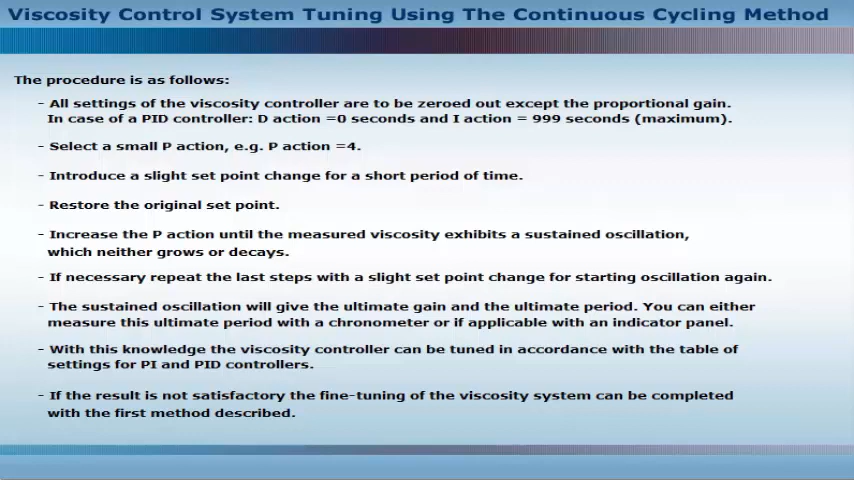 Viscosity Control System Tuning Using The Continuous Cycling Method
The procedure is as follows:
- All settings of the viscosity controller are to be zeroed out except the proportional gain.
In case of a PID controller: D action =0 seconds and I action = 999 seconds (maximum).
- Select a small P action, e.g. P action =4.
- Introduce a slight set point change for a short period of time.
- Restore the original set point.
- Increase the P action until the measured viscosity exhibits a sustained oscillation,
which neither grows or decays.
- If necessary repeat the last steps with a slight set point change for starting oscillation again.
- The sustained oscillation will give the ultimate gain and the ultimate period. You can either
measure this ultimate period with a chronometer or if applicable with an indicator panel.
- With this knowledge the viscosity controller can be tuned in accordance with the table of
settings for PI and PID controllers.
- If the result is not satisfactory the fine-tuning of the viscosity system can be completed
with the first method described.